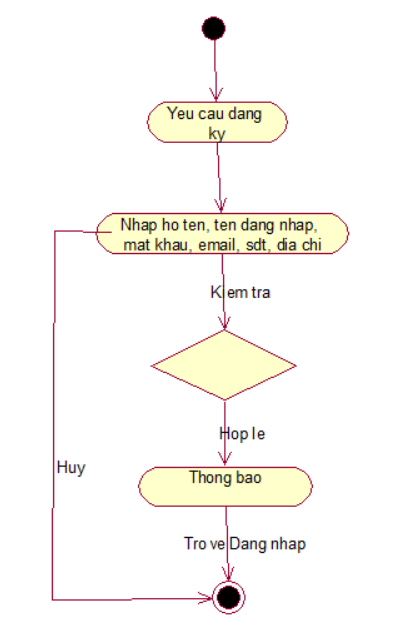 Yeu cau dang
ky
Nhap ho ten, ten dang nhap,
mat khau, email, sdt, dia chi
Kiem tra
Hop le
Huy
Thong bao
Tro ve Dang nhap